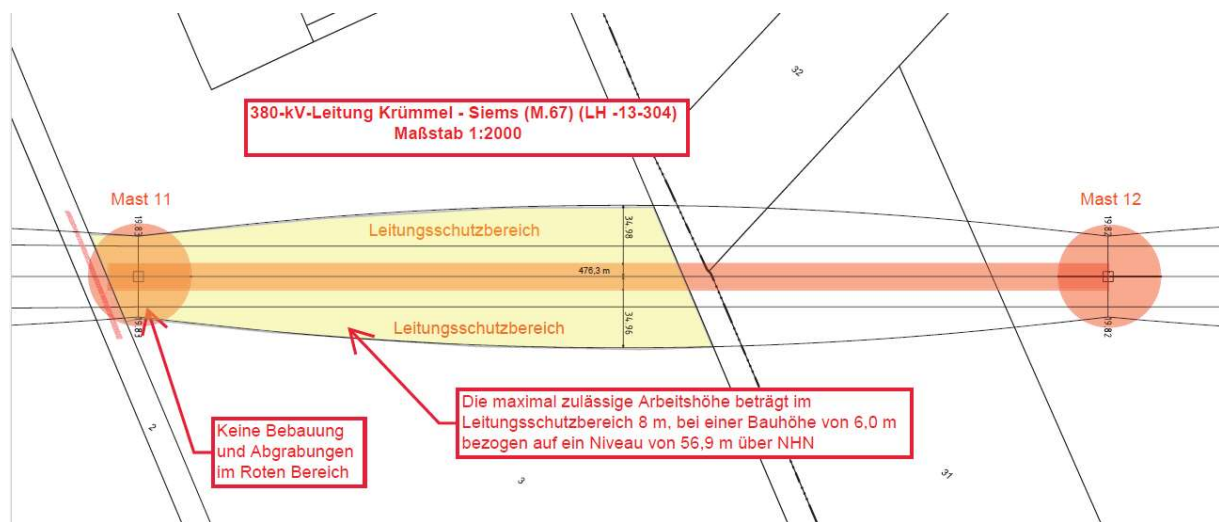 380-kV-Leitung Krümmel - Siems (M.67) (LH -13-304)
Maßstab 1:2000
32
Mast 11
Mast 12
19.83
Leitungsschutzbereich
34.98
19.82
476,3 m
Leitungsschutzbereich
19.83
34.96
19.82
Die maximal zulässige Arbeitshöhe beträgt im
Leitungsschutzbereich 8 m, bei einer Bauhöhe von 6,0 m
bezogen auf ein Niveau von 56,9 m über NHN
Keine Bebauung
und Abgrabungen
im Roten Bereich
2
3
31